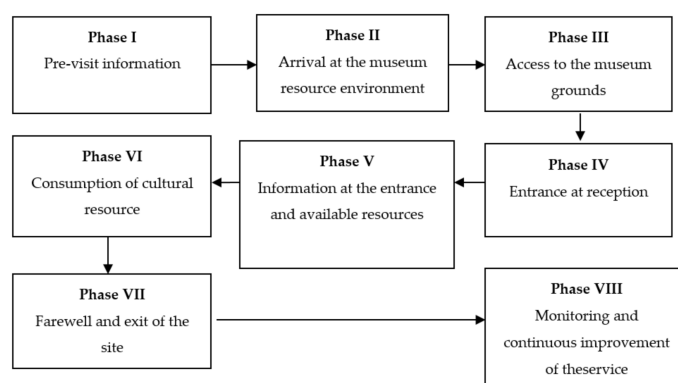 Phase I
Pre-visit information
Phase II
Arrival at the museum
resource environment
Phase III
Access to the museum
grounds
Phase IV
Entrance at reception
Phase V
Information at the entrance
and available resources
Phase VI
Consumption of cultural
resource
Phase VII
Farewell and exit of the
site
Phase VIII
Monitoring and
continuous improvement
of theservice